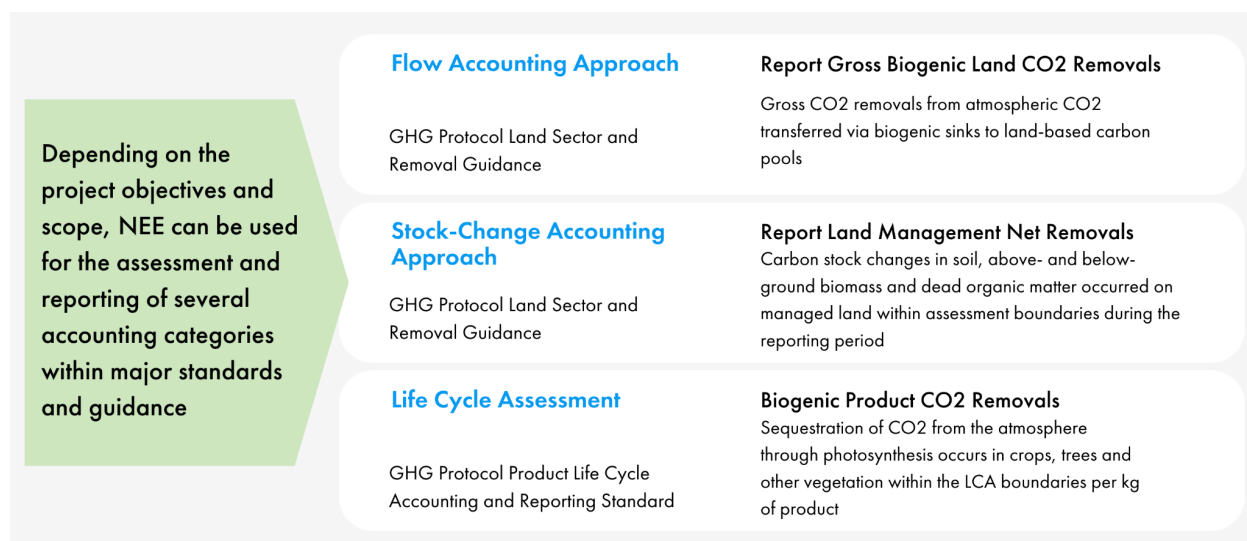 Depending on the
project objectives and
scope, NEE can be used
for the assessment and
reporting of several
accounting categories
within major standards
and guidance
Flow Accounting Approach
GHG Protocol Land Sector and
Removal Guidance
Report Gross Biogenic Land CO2 Removals
Gross CO2 removals from atmospheric CO2
transferred via biogenic sinks to land-based carbon
pools
Stock-Change Accounting
Approach
GHG Protocol Land Sector and
Removal Guidance
Report Land Management Net Removals
Carbon stock changes in soil, above- and below-
ground biomass and dead organic matter occurred on
managed land within assessment boundaries during the
reporting period
Life Cycle Assessment
GHG Protocol Product Life Cycle
Accounting and Reporting Standard
Biogenic Product CO2 Removals
Sequestration of CO2 from the atmosphere
through photosynthesis occurs in crops, trees and
other vegetation within the LCA boundaries per kg
of product